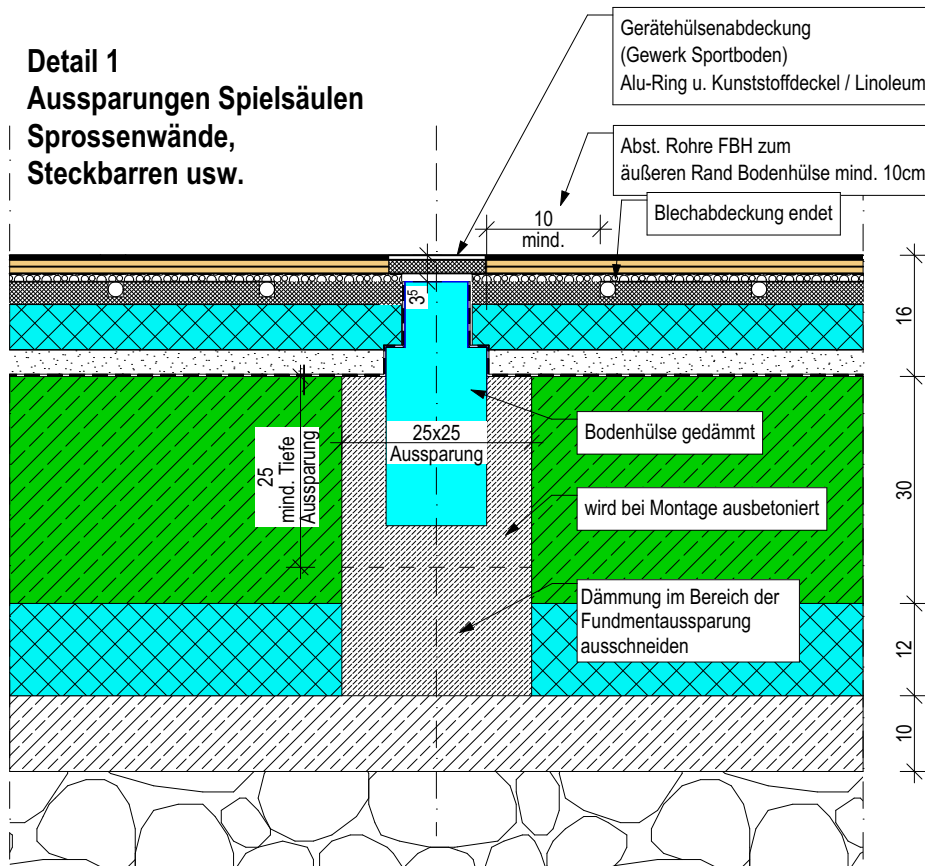 Detail 1
Aussparungen Spielsäulen
Sprossenwände,
Steckbarren usw.
Gerätehülsenabdeckung
(Gewerk Sportboden)
Alu-Ring u. Kunststoffdeckel / Linoleum
Abst. Rohre FBH zum
äußeren Rand Bodenhülse mind. 10cm
Blechabdeckung endet
10
mind.
3⁵
16
25x25
Aussparung
Bodenhülse gedämmt
25
mind. Tiefe
Aussparung
30
wird bei Montage ausbetoniert
Dämmung im Bereich der
Fundmentaussparung
ausschneiden
12
10